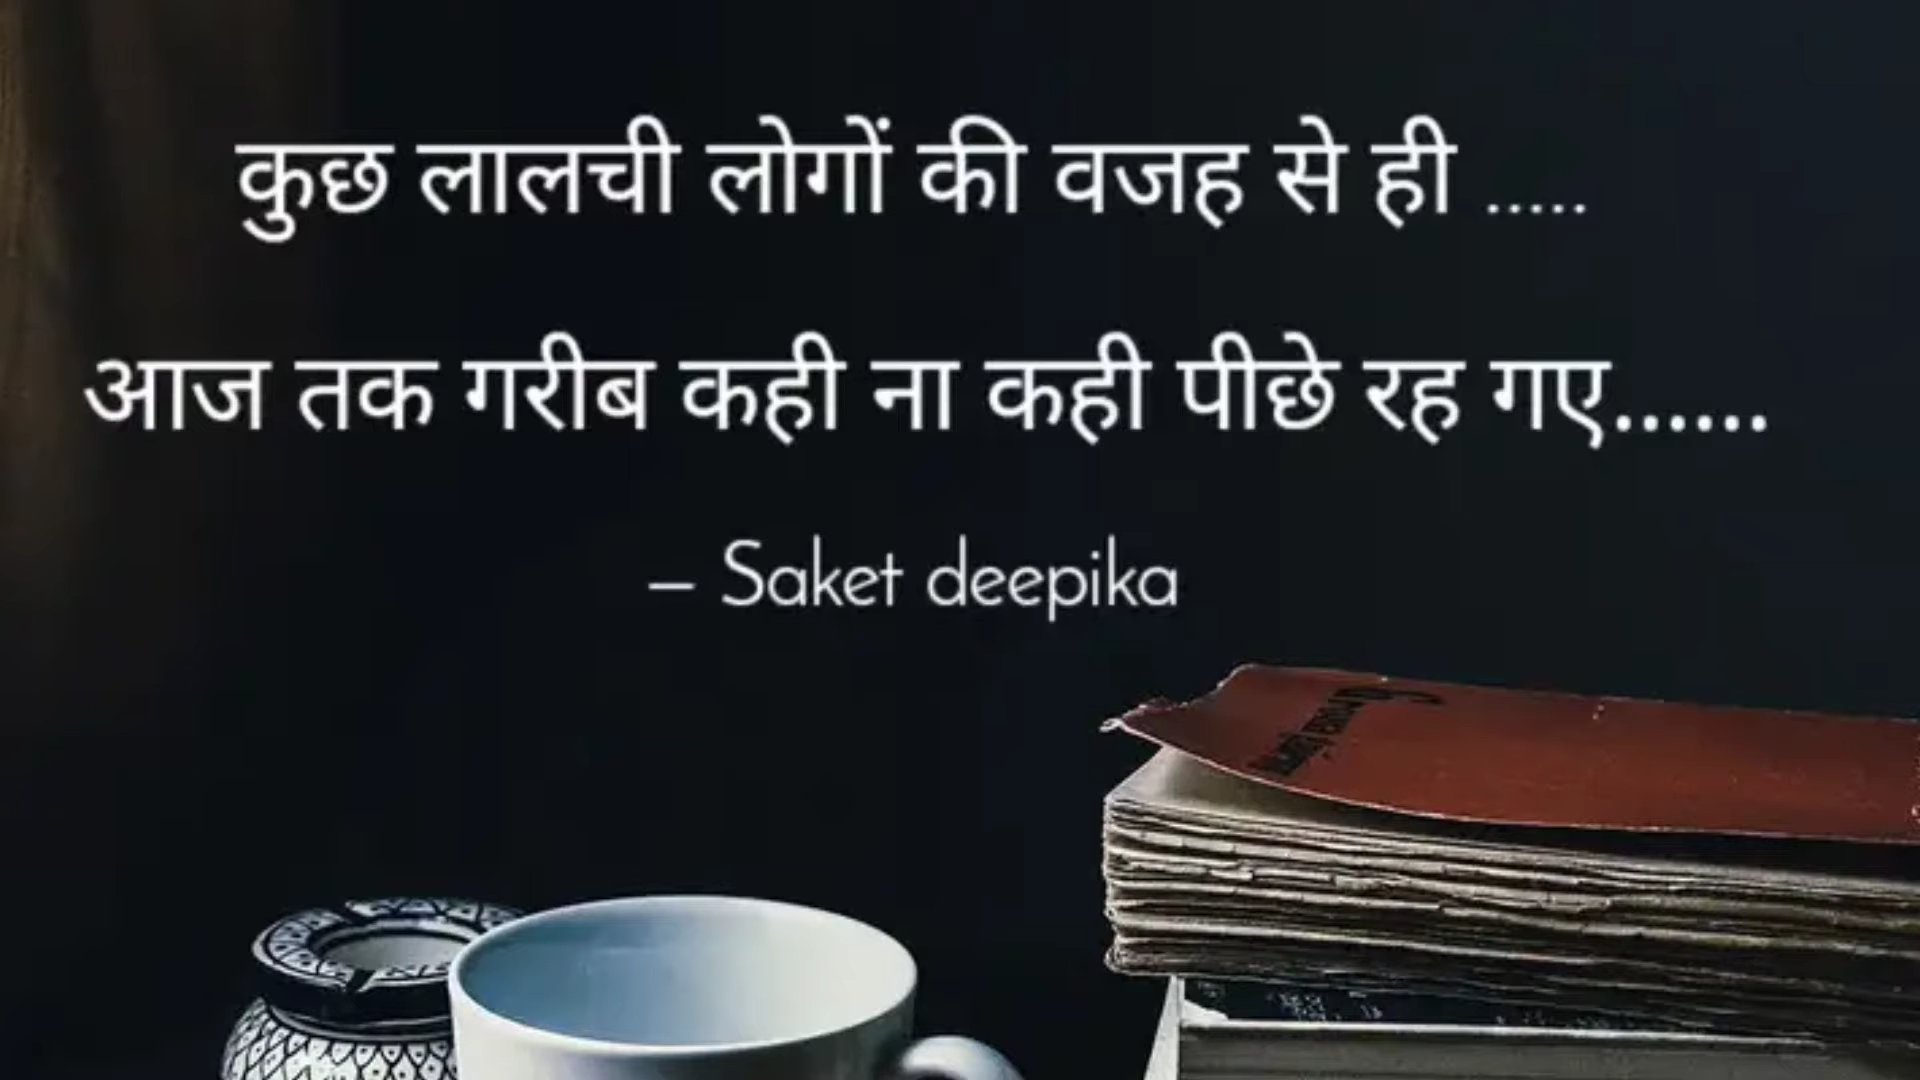 कुछ लालची लोगों की वजह से ही .....
आज तक गरीब कही ना कही पीछे रह गए......
– Saket deepika